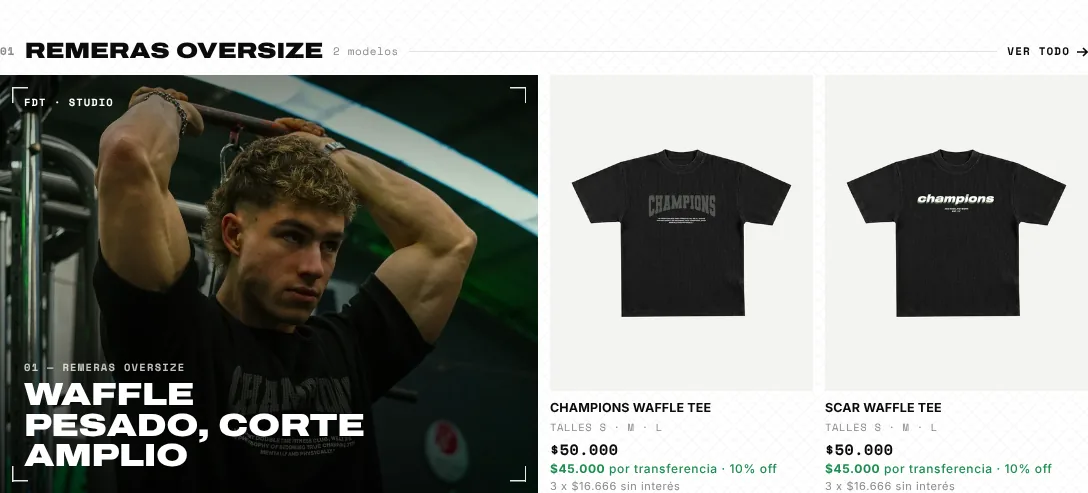 01 REMERAS OVERSIZE 2 modelos VER TODO →
FDT · STUDIO
01 — REMERAS OVERSIZE
WAFFLE
PESADO, CORTE
AMPLIO
CHAMPION
CHAMPIONS
CHAMPIONS WAFFLE TEE
TALLES S · M · L
$50.000
$45.000 por transferencia · 10% off
3 x $16.666 sin interés
champions
SCAR WAFFLE TEE
TALLES S · M · L
$50.000
$45.000 por transferencia · 10% off
3 x $16.666 sin interés